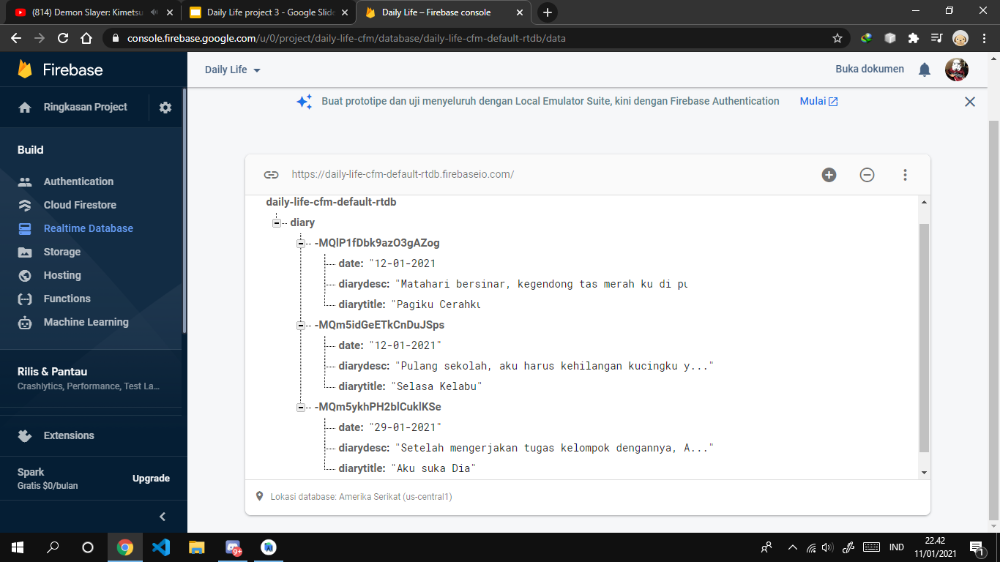 (814) Demon Slayer: Kimetsu
Daily Life project 3 - Google Slide
Daily Life – Firebase console
console.firebase.google.com/u/0/project/daily-life-cfm/database/daily-life-cfm-default-rtdb/data
Firebase
Daily Life
Buka dokumen
Ringkasan Project
Buat prototipe dan uji menyeluruh dengan Local Emulator Suite, kini dengan Firebase Authentication
Mulai
Build
Authentication
Cloud Firestore
Realtime Database
Storage
Hosting
Functions
Machine Learning
Rilis & Pantau
Crashlytics, Performance, Test La...
Extensions
Spark
Gratis $0/bulan
Upgrade
https://daily-life-cfm-default-rtdb.firebaseio.com/
daily-life-cfm-default-rtdb
diary
-MQlP1fDbk9azO3gAZog
date: "12-01-2021
diarydesc: "Matahari bersinar, kegendong tas merah ku di pu
diarytitle: "Pagiku Cerahku
-MQm5idGeETkCnDuJSps
date: "12-01-2021"
diarydesc: "Pulang sekolah, aku harus kehilangan kucingku y..."
diarytitle: "Selasa Kelabu"
-MQm5ykhPH2blCuklKSe
date: "29-01-2021"
diarydesc: "Setelah mengerjakan tugas kelompok dengannya, A..."
diarytitle: "Aku suka Dia"
Lokasi database: Amerika Serikat (us-central1)
9+
IND
22.42
11/01/2021
1